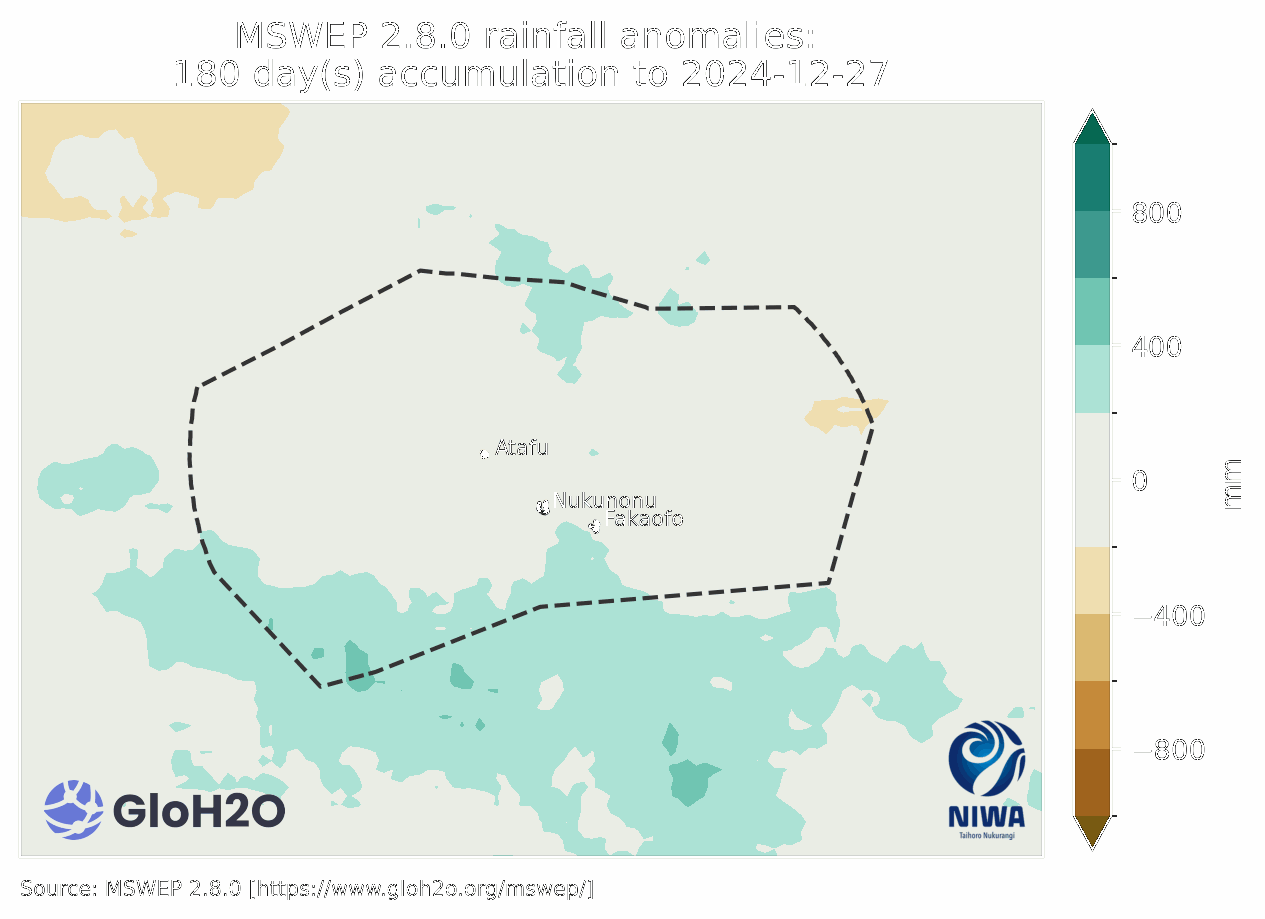 MSWEP 2.8.0 rainfall anomalies:
180 day(s) accumulation to 2024-12-27
800
400
0
−400
−800
mm
Atafu
Nukunonu
Fakaofo
GloH2O
NIWA
Taihoro Nukurangi
Source: MSWEP 2.8.0 [https://www.gloh2o.org/mswep/]